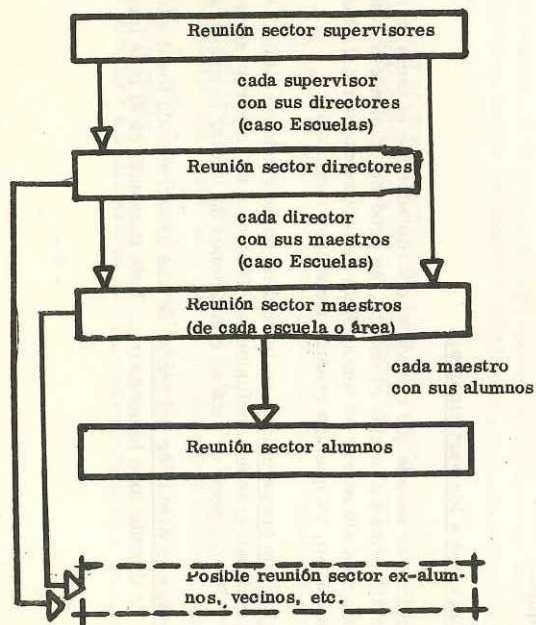 Reunión sector supervisores
cada supervisor
con sus directores
(caso Escuelas)
Reunión sector directores
cada director
con sus maestros
(caso Escuelas)
Reunión sector maestros
(de cada escuela o área)
cada maestro
con sus alumnos
Reunión sector alumnos
Posible reunión sector ex-alum-
nos, vecinos, etc.